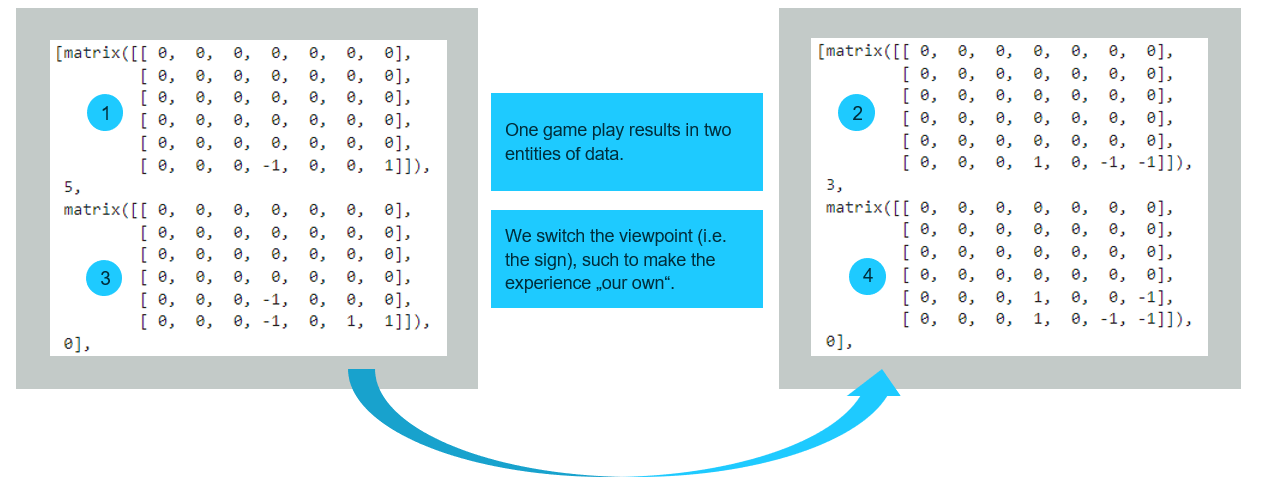 [matrix([[ 0,  0,  0,  0,  0,  0,  0],
[ 0,  0,  0,  0,  0,  0,  0],
[ 0,  0,  0,  0,  0,  0,  0],
1
[ 0,  0,  0,  0,  0,  0,  0],
[ 0,  0,  0,  0,  0,  0,  0],
[ 0,  0,  0, -1,  0,  0,  1]]),
5,
matrix([[ 0,  0,  0,  0,  0,  0,  0],
[ 0,  0,  0,  0,  0,  0,  0],
[ 0,  0,  0,  0,  0,  0,  0],
3
[ 0,  0,  0,  0,  0,  0,  0],
[ 0,  0,  0, -1,  0,  0,  0],
[ 0,  0,  0, -1,  0,  1,  1]]),
0],
One game play results in two
entities of data.
We switch the viewpoint (i.e.
the sign), such to make the
experience „our own“.
[matrix([[ 0,  0,  0,  0,  0,  0,  0],
[ 0,  0,  0,  0,  0,  0,  0],
[ 0,  0,  0,  0,  0,  0,  0],
2
[ 0,  0,  0,  0,  0,  0,  0],
[ 0,  0,  0,  0,  0,  0,  0],
[ 0,  0,  0,  1,  0, -1, -1]]),
3,
matrix([[ 0,  0,  0,  0,  0,  0,  0],
[ 0,  0,  0,  0,  0,  0,  0],
[ 0,  0,  0,  0,  0,  0,  0],
4
[ 0,  0,  0,  0,  0,  0,  0],
[ 0,  0,  0,  1,  0,  0, -1],
[ 0,  0,  0,  1,  0, -1, -1]]),
0],